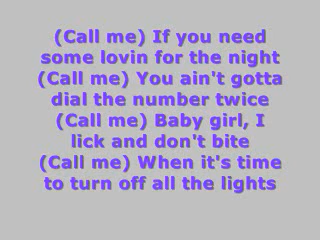 (Call me) If you need
some lovin for the night
(Call me) You ain't gotta
dial the number twice
(Call me) Baby girl, I
lick and don't bite
(Call me) When it's time
to turn off all the lights